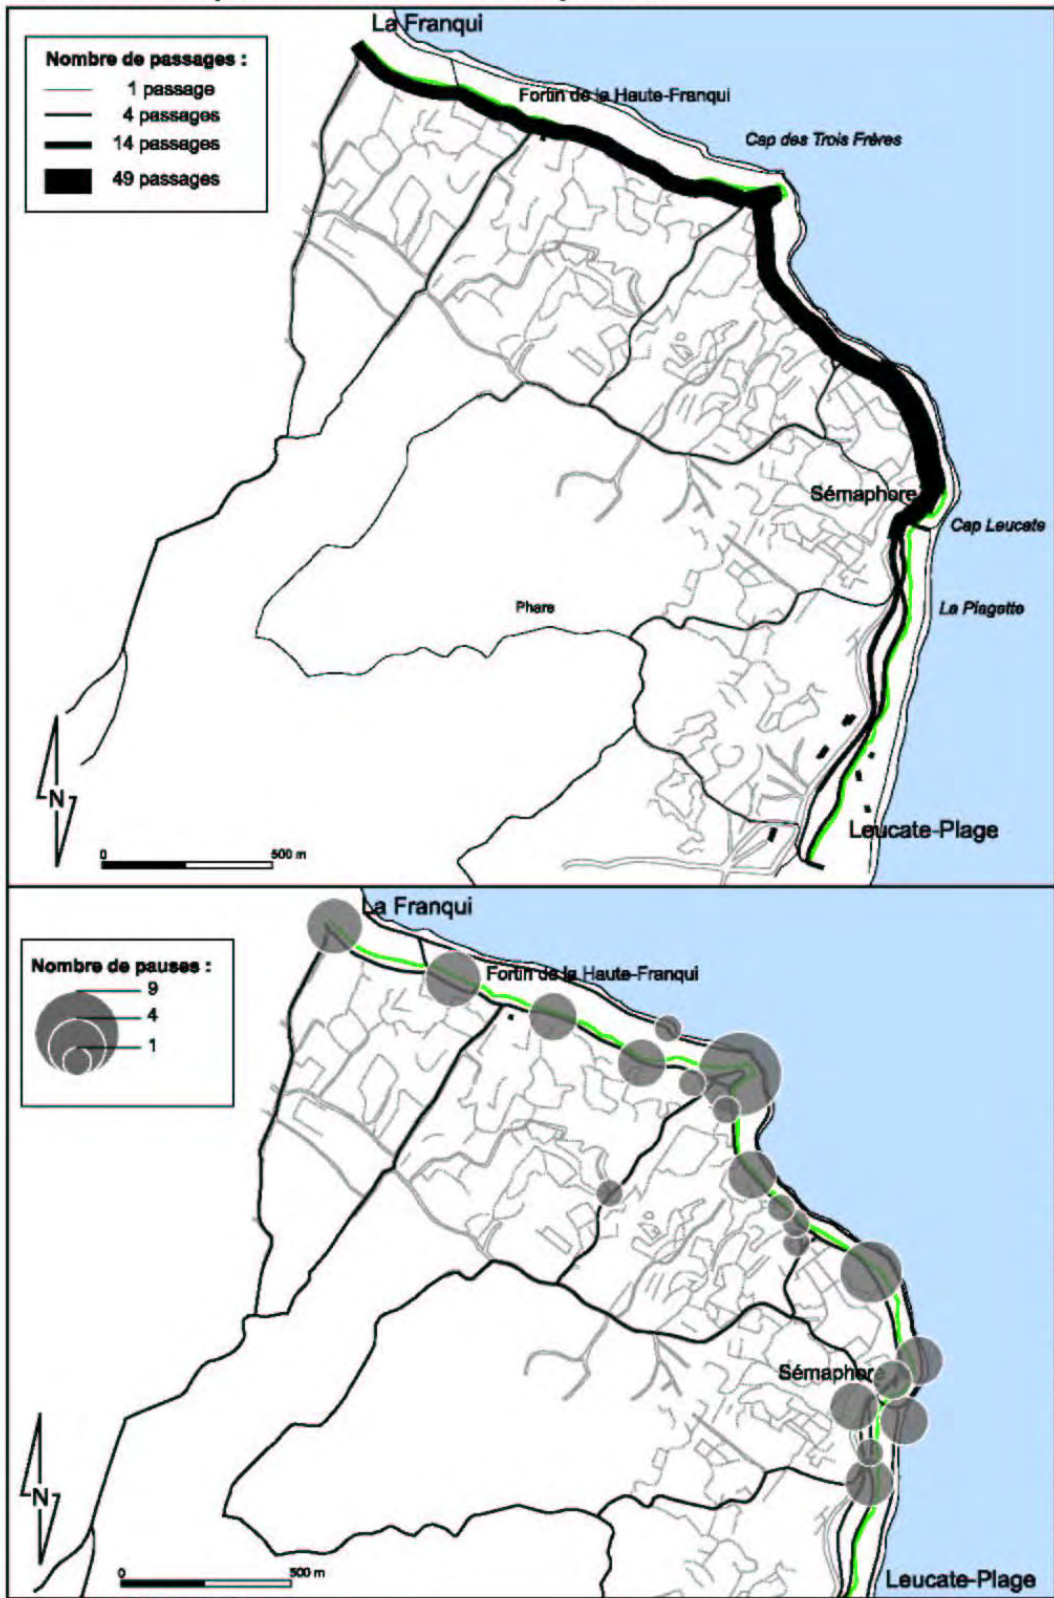 La Franqui
Nombre de passages :
1 passage
4 passages
14 passages
49 passages
Fortin de la Haute-Franqui
Cap des Trois Frères
Sémaphore
Cap Leucate
Phare
La Plagette
N
Leucate-Plage
0 500 m
La Franqui
Nombre de pauses :
9
4
1
Fortin de la Haute-Franqui
Sémaphore
N
0 500 m
Leucate-Plage